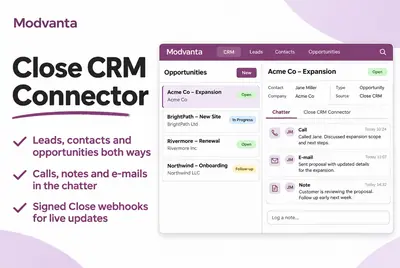 Modvanta
Close CRM
Connector
Leads, contacts and
opportunities both ways
Calls, notes and e-mails
in the chatter
Signed Close webhooks
for live updates
Modvanta
CRM
Leads
Contacts
Opportunities
Opportunities
New
Acme Co – Expansion
Acme Co
Open
BrightPath – New Site
BrightPath Ltd
In Progress
Rivermore – Renewal
Rivermore Inc
Open
Northwind – Onboarding
Northwind LLC
Follow-up
Acme Co – Expansion
Open
Contact Jane Miller Type Opportunity
Company Acme Co Source Close CRM
Chatter
Close CRM Connector
JM
Call
Called Jane. Discussed expansion scope
and next steps.
JM
E-mail
Sent proposal with updated details
for the expansion.
JM
Note
Customer is reviewing the proposal.
Follow up early next week.
Log a note...